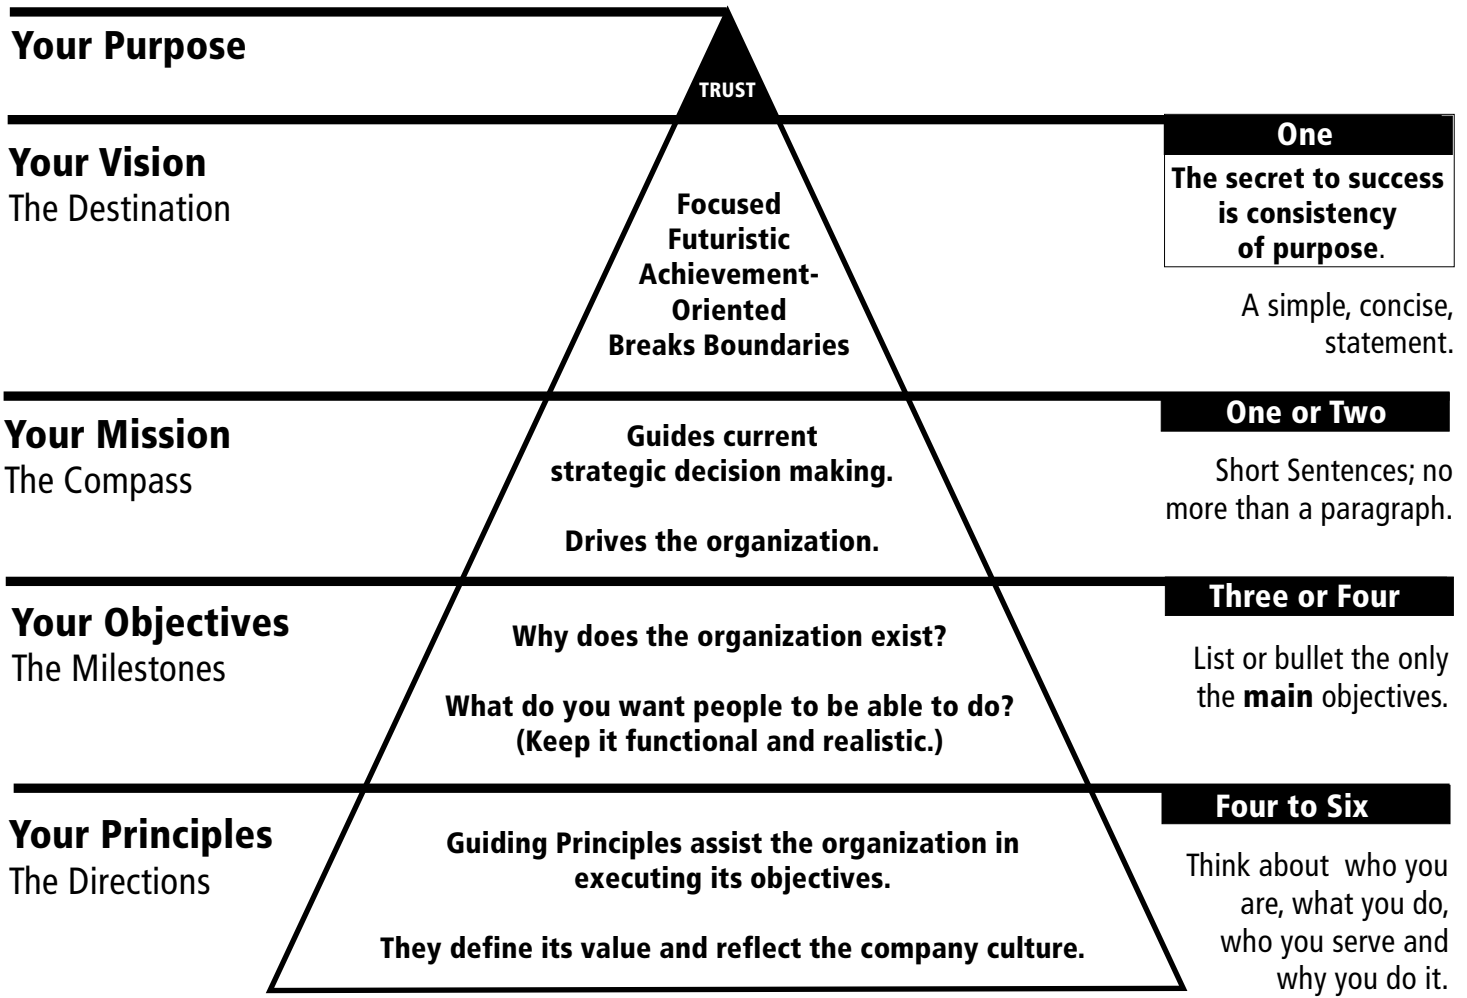 Your Purpose
TRUST
Your Vision
The Destination
Focused
Futuristic
Achievement-
Oriented
Breaks Boundaries
One
The secret to success
is consistency
of purpose.
A simple, concise,
statement.
Your Mission
The Compass
Guides current
strategic decision making.
Drives the organization.
One or Two
Short Sentences; no
more than a paragraph.
Your Objectives
The Milestones
Why does the organization exist?
What do you want people to be able to do?
(Keep it functional and realistic.)
Three or Four
List or bullet the only
the main objectives.
Your Principles
The Directions
Guiding Principles assist the organization in
executing its objectives.
They define its value and reflect the company culture.
Four to Six
Think about who you
are, what you do,
who you serve and
why you do it.